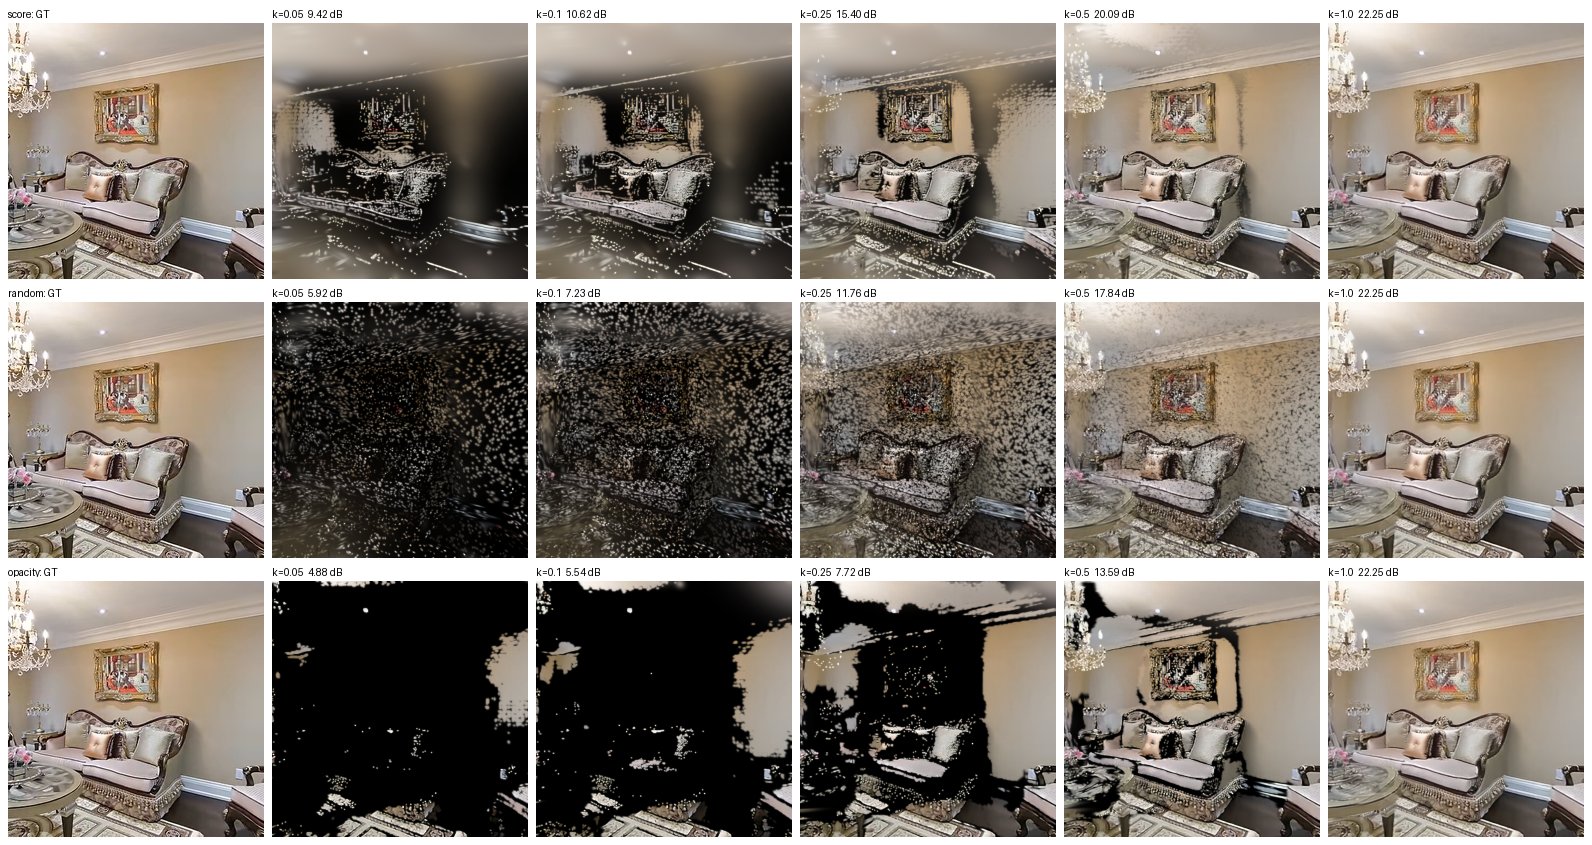 score: GT k=0.05 9.42 dB k=0.1 10.62 dB k=0.25 15.40 dB k=0.5 20.09 dB k=1.0 22.25 dB
random: GT k=0.05 5.92 dB k=0.1 7.23 dB k=0.25 11.76 dB k=0.5 17.84 dB k=1.0 22.25 dB
opacity: GT k=0.05 4.88 dB k=0.1 5.54 dB k=0.25 7.72 dB k=0.5 13.59 dB k=1.0 22.25 dB